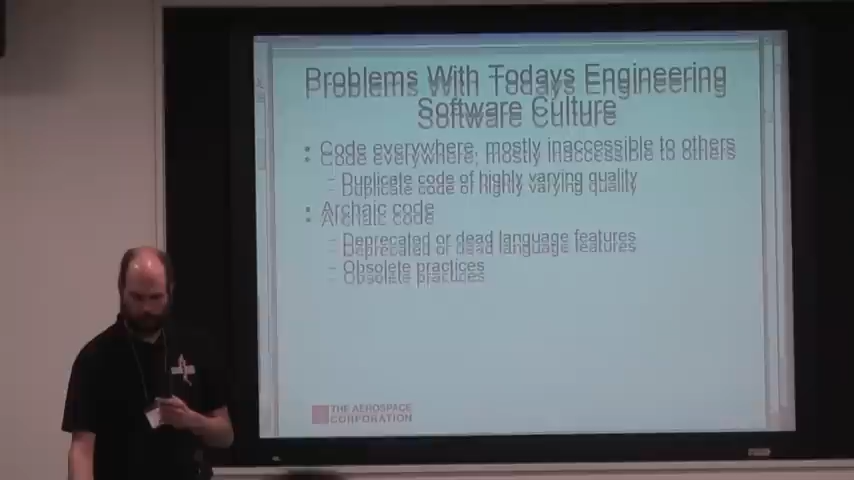 Problems With Todays Engineering
Software Culture
• Code everywhere, mostly inaccessible to others
– Duplicate code of highly varying quality
• Archaic code
– Deprecated or dead language features
– Obsolete practices
THE AEROSPACE
CORPORATION